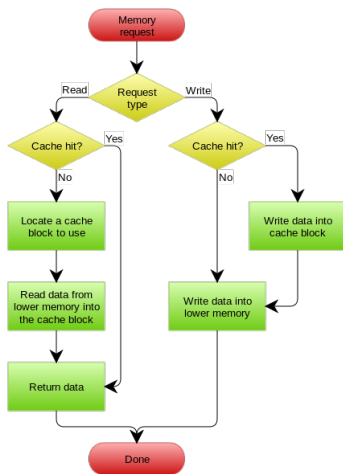 Memory
request
Read
Request
type
Write
Cache hit?
Yes
Cache hit?
Yes
No
No
Locate a cache
block to use
Write data into
cache block
Read data from
lower memory into
the cache block
Write data into
lower memory
Return data
Done